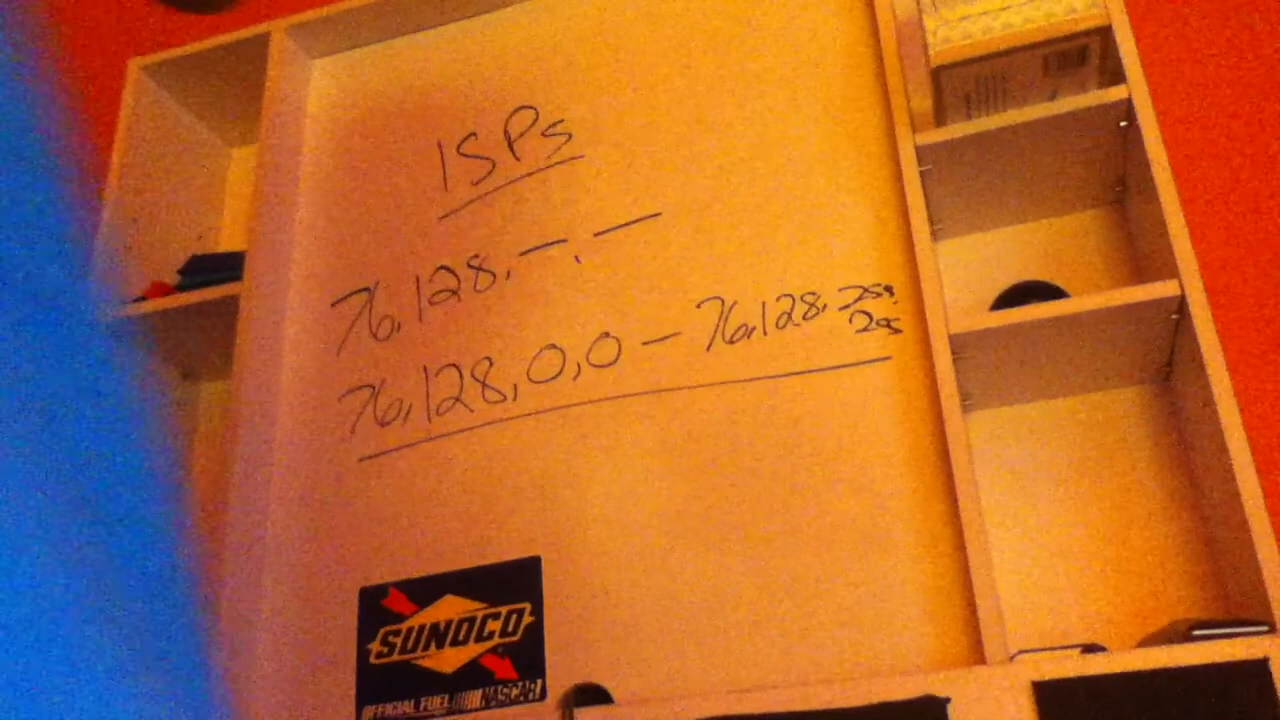 ISPs
76.128.—.—
76.128.0.0 — 76.128.255.
255
SUNOCO
OFFICIAL FUEL NASCAR